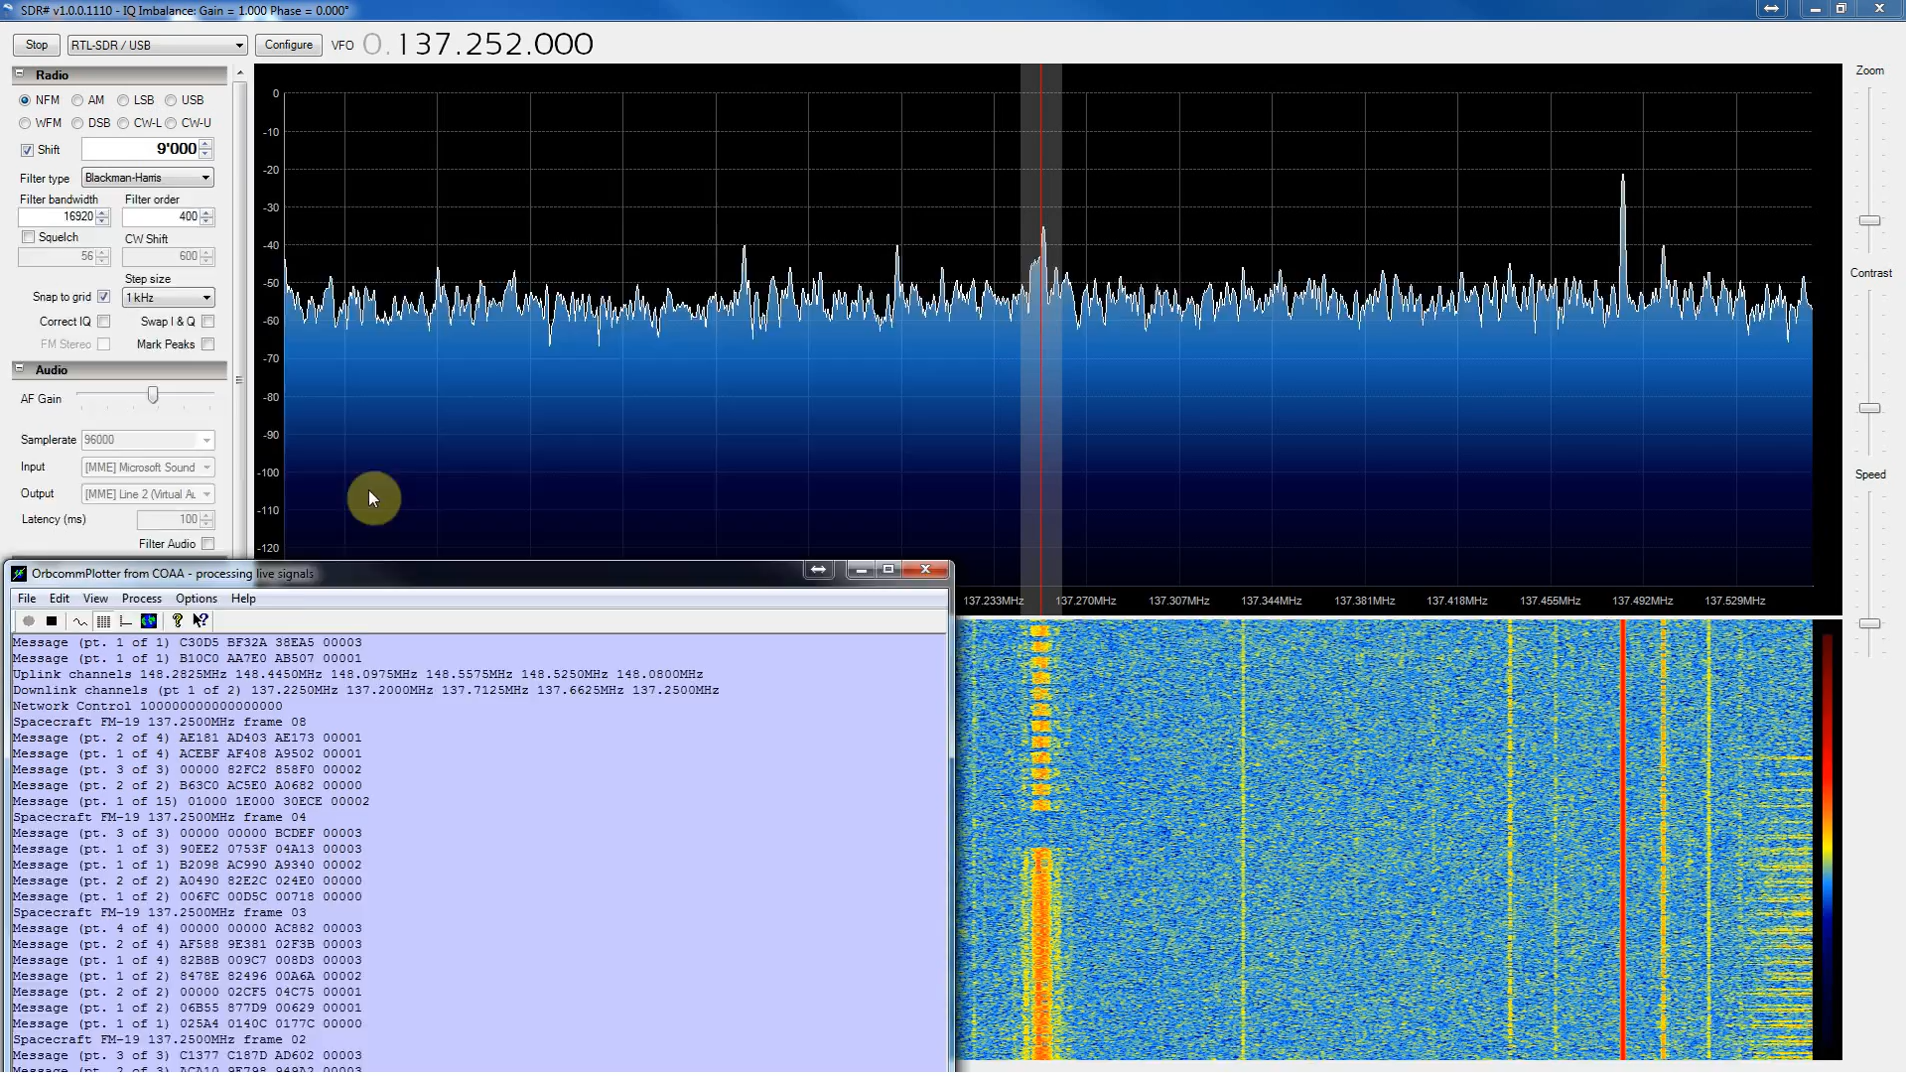 SDR# v1.0.0.1110 - IQ Imbalance: Gain = 1.000 Phase = 0.000°
Stop RTL-SDR / USB Configure VFO 0.137.252.000
Radio
NFM AM LSB USB
WFM DSB CW-L CW-U
Shift 9'000
Filter type Blackman-Harris
Filter bandwidth Filter order
16920 400
Squelch CW Shift
56 600
Step size
Snap to grid 1 kHz
Correct IQ Swap I & Q
FM Stereo Mark Peaks
Audio
AF Gain
Samplerate 96000
Input [MME] Microsoft Sound
Output [MME] Line 2 (Virtual Au
Latency (ms) 100
Filter Audio
0
-10
-20
-30
-40
-50
-60
-70
-80
-90
-100
-110
-120
137.233MHz 137.270MHz 137.307MHz 137.344MHz 137.381MHz 137.418MHz 137.455MHz 137.492MHz 137.529MHz
Zoom
Contrast
Speed
OrbcommPlotter from COAA - processing live signals
File Edit View Process Options Help
Message (pt. 1 of 1) C30D5 BF32A 38EA5 00003
Message (pt. 1 of 1) B10C0 AA7E0 AB507 00001
Uplink channels 148.2825MHz 148.4450MHz 148.0975MHz 148.5575MHz 148.5250MHz 148.0800MHz
Downlink channels (pt 1 of 2) 137.2250MHz 137.2000MHz 137.7125MHz 137.6625MHz 137.2500MHz
Network Control 1000000000000000000
Spacecraft FM-19 137.2500MHz frame 08
Message (pt. 2 of 4) AE181 AD403 AE173 00001
Message (pt. 1 of 4) ACEBF AF408 A9502 00001
Message (pt. 3 of 3) 00000 82FC2 858F0 00002
Message (pt. 2 of 2) B63C0 AC5E0 A0682 00000
Message (pt. 1 of 15) 01000 1E000 30ECE 00002
Spacecraft FM-19 137.2500MHz frame 04
Message (pt. 3 of 3) 00000 00000 BCDEF 00003
Message (pt. 1 of 3) 90EE2 0753F 04A13 00003
Message (pt. 1 of 1) B2098 AC990 A9340 00002
Message (pt. 2 of 2) A0490 82E2C 024E0 00000
Message (pt. 1 of 2) 006FC 00D5C 00718 00000
Spacecraft FM-19 137.2500MHz frame 03
Message (pt. 4 of 4) 00000 00000 AC882 00003
Message (pt. 2 of 4) AF588 9E381 02F3B 00003
Message (pt. 1 of 4) 82B8B 009C7 008D3 00003
Message (pt. 1 of 2) 8478E 82496 00A6A 00002
Message (pt. 2 of 2) 00000 02CF5 04C75 00001
Message (pt. 1 of 2) 06B55 877D9 00629 00001
Message (pt. 1 of 1) 025A4 0140C 0177C 00000
Spacecraft FM-19 137.2500MHz frame 02
Message (pt. 3 of 3) C1377 C187D AD602 00003